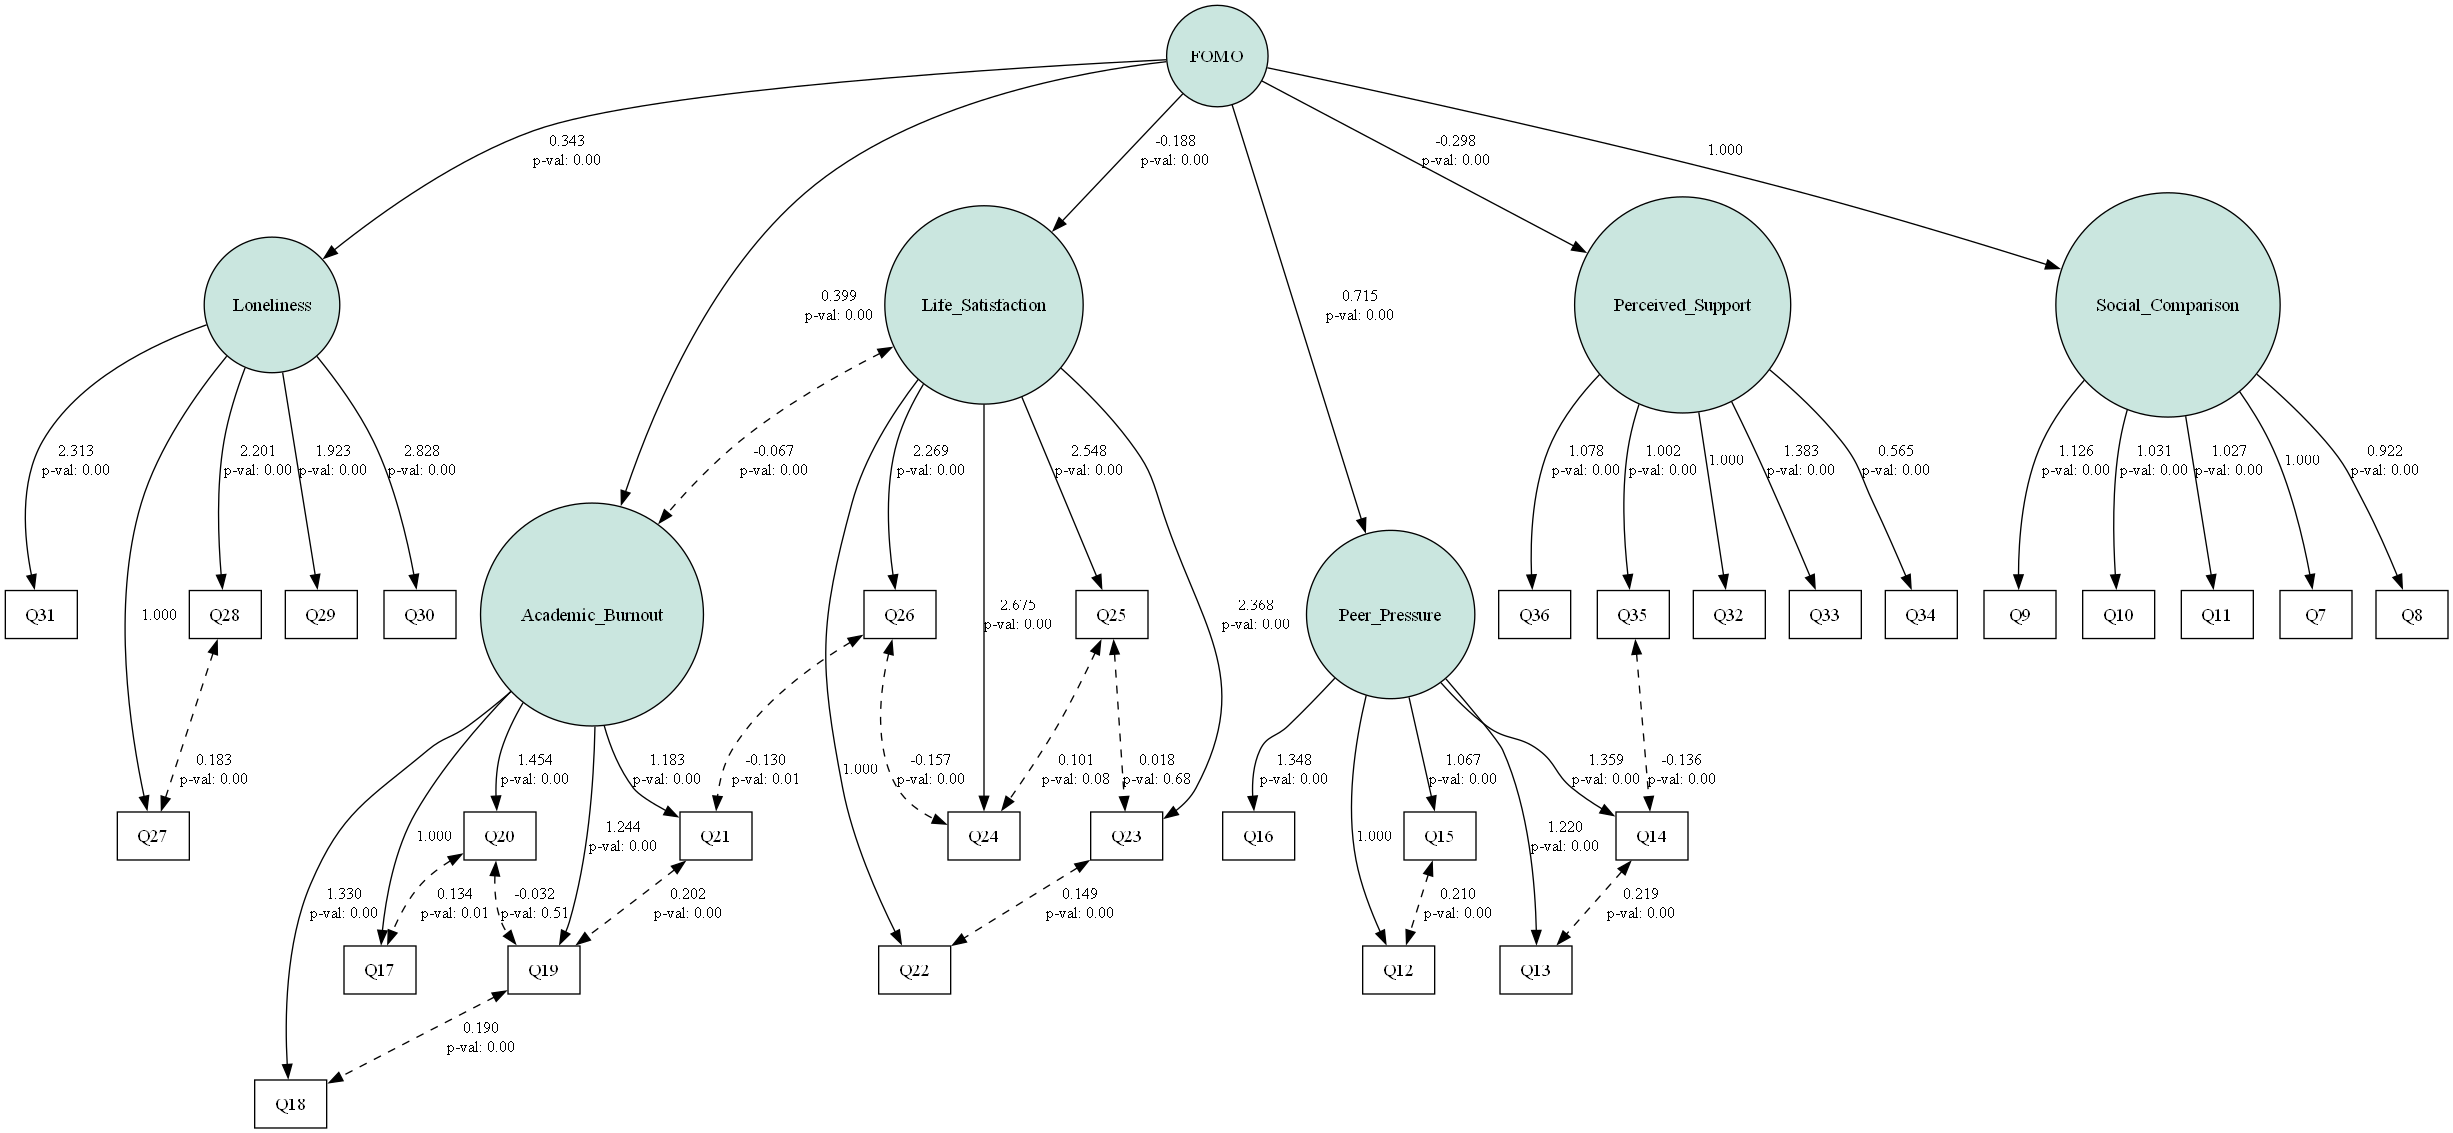 FOMO
0.343
p-val: 0.00
-0.188
p-val: 0.00
-0.298
p-val: 0.00
1.000
Loneliness
0.399
p-val: 0.00
Life_Satisfaction
0.715
p-val: 0.00
Perceived_Support
Social_Comparison
2.313
p-val: 0.00
2.201
p-val: 0.00
1.923
p-val: 0.00
2.828
p-val: 0.00
-0.067
p-val: 0.00
2.269
p-val: 0.00
2.548
p-val: 0.00
1.078
p-val: 0.00
1.002
p-val: 0.00
1.000
1.383
p-val: 0.00
0.565
p-val: 0.00
1.126
p-val: 0.00
1.031
p-val: 0.00
1.027
p-val: 0.00
1.000
0.922
p-val: 0.00
Q31
1.000
Q28
Q29
Q30
Academic_Burnout
Q26
2.675
p-val: 0.00
Q25
2.368
p-val: 0.00
Peer_Pressure
Q36
Q35
Q32
Q33
Q34
Q9
Q10
Q11
Q7
Q8
0.183
p-val: 0.00
1.454
p-val: 0.00
1.183
p-val: 0.00
-0.130
p-val: 0.01
1.000
-0.157
p-val: 0.00
0.101
p-val: 0.08
0.018
p-val: 0.68
1.348
p-val: 0.00
1.067
p-val: 0.00
1.359
p-val: 0.00
-0.136
p-val: 0.00
Q27
1.000
Q20
1.244
p-val: 0.00
Q21
Q24
Q23
Q16
1.000
Q15
1.220
p-val: 0.00
Q14
1.330
p-val: 0.00
0.134
p-val: 0.01
-0.032
p-val: 0.51
0.202
p-val: 0.00
0.149
p-val: 0.00
0.210
p-val: 0.00
0.219
p-val: 0.00
Q17
Q19
Q22
Q12
Q13
0.190
p-val: 0.00
Q18